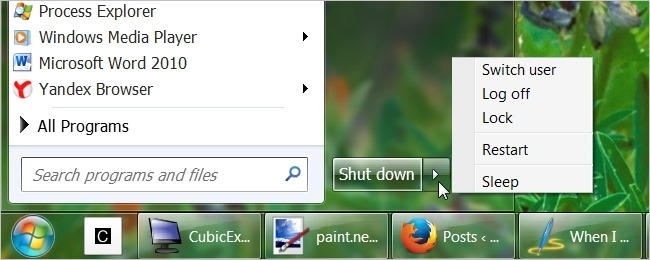 Process Explorer
Windows Media Player
Microsoft Word 2010
Yandex Browser
All Programs
Search programs and files
Shut down
Switch user
Log off
Lock
Restart
Sleep
C
CubicEx...
paint.ne...
Posts ‹ ...
When I ...